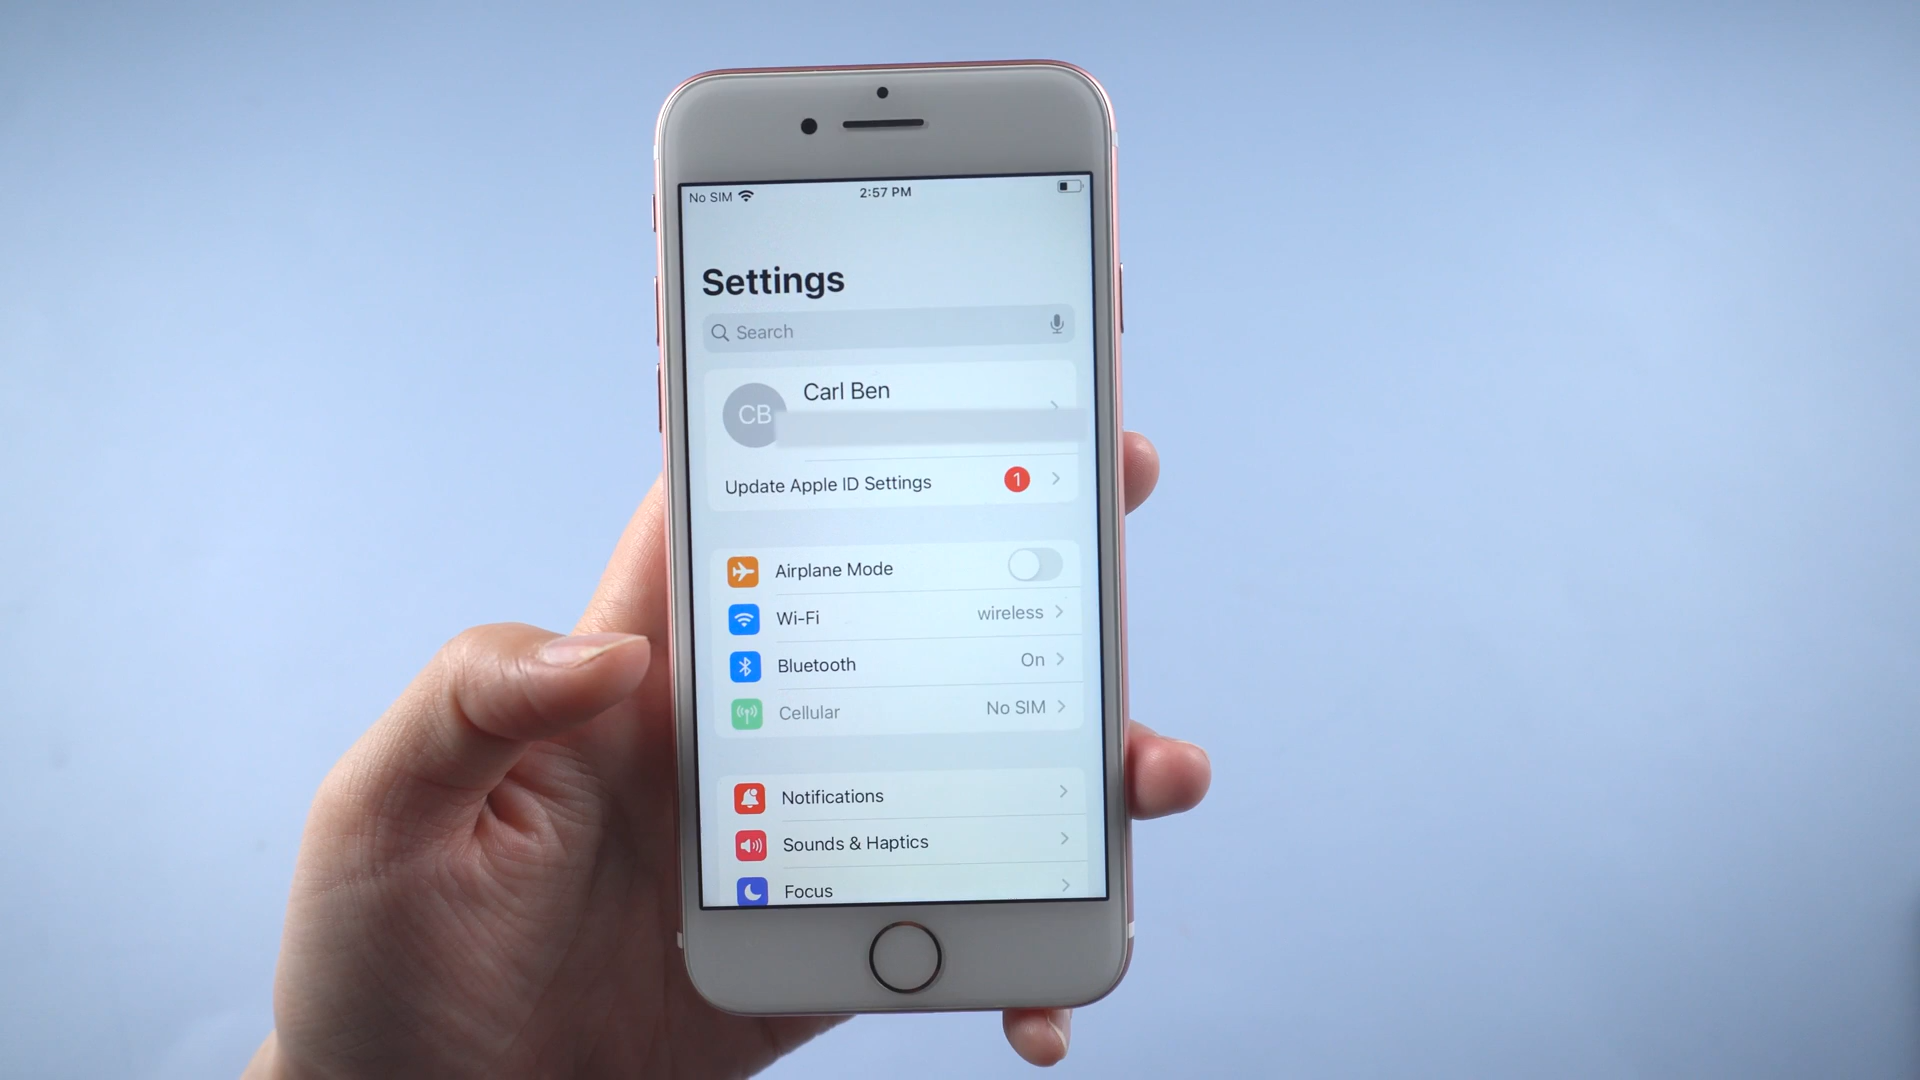 No SIM 2:57 PM
Settings
Search
CB
Carl Ben
Update Apple ID Settings 1
Airplane Mode
Wi-Fi wireless
Bluetooth On
Cellular No SIM
Notifications
Sounds & Haptics
Focus